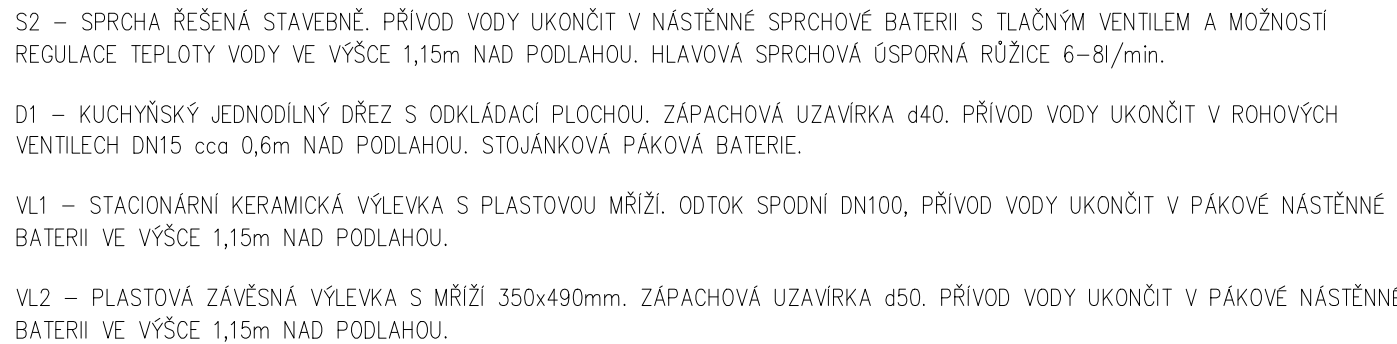 S2 – SPRCHA ŘEŠENÁ STAVEBNĚ. PŘÍVOD VODY UKONČIT V NÁSTĚNNÉ SPRCHOVÉ BATERII S TLAČNÝM VENTILEM A MOŽNOSTÍ
REGULACE TEPLOTY VODY VE VÝŠCE 1,15m NAD PODLAHOU. HLAVOVÁ SPRCHOVÁ ÚSPORNÁ RŮŽICE 6–8l/min.
D1 – KUCHYŇSKÝ JEDNODÍLNÝ DŘEZ S ODKLÁDACÍ PLOCHOU. ZÁPACHOVÁ UZAVÍRKA d40. PŘÍVOD VODY UKONČIT V ROHOVÝCH
VENTILECH DN15 cca 0,6m NAD PODLAHOU. STOJÁNKOVÁ PÁKOVÁ BATERIE.
VL1 – STACIONÁRNÍ KERAMICKÁ VÝLEVKA S PLASTOVOU MŘÍŽÍ. ODTOK SPODNÍ DN100, PŘÍVOD VODY UKONČIT V PÁKOVÉ NÁSTĚNNÉ
BATERII VE VÝŠCE 1,15m NAD PODLAHOU.
VL2 – PLASTOVÁ ZÁVĚSNÁ VÝLEVKA S MŘÍŽÍ 350x490mm. ZÁPACHOVÁ UZAVÍRKA d50. PŘÍVOD VODY UKONČIT V PÁKOVÉ NÁSTĚNNÉ
BATERII VE VÝŠCE 1,15m NAD PODLAHOU.